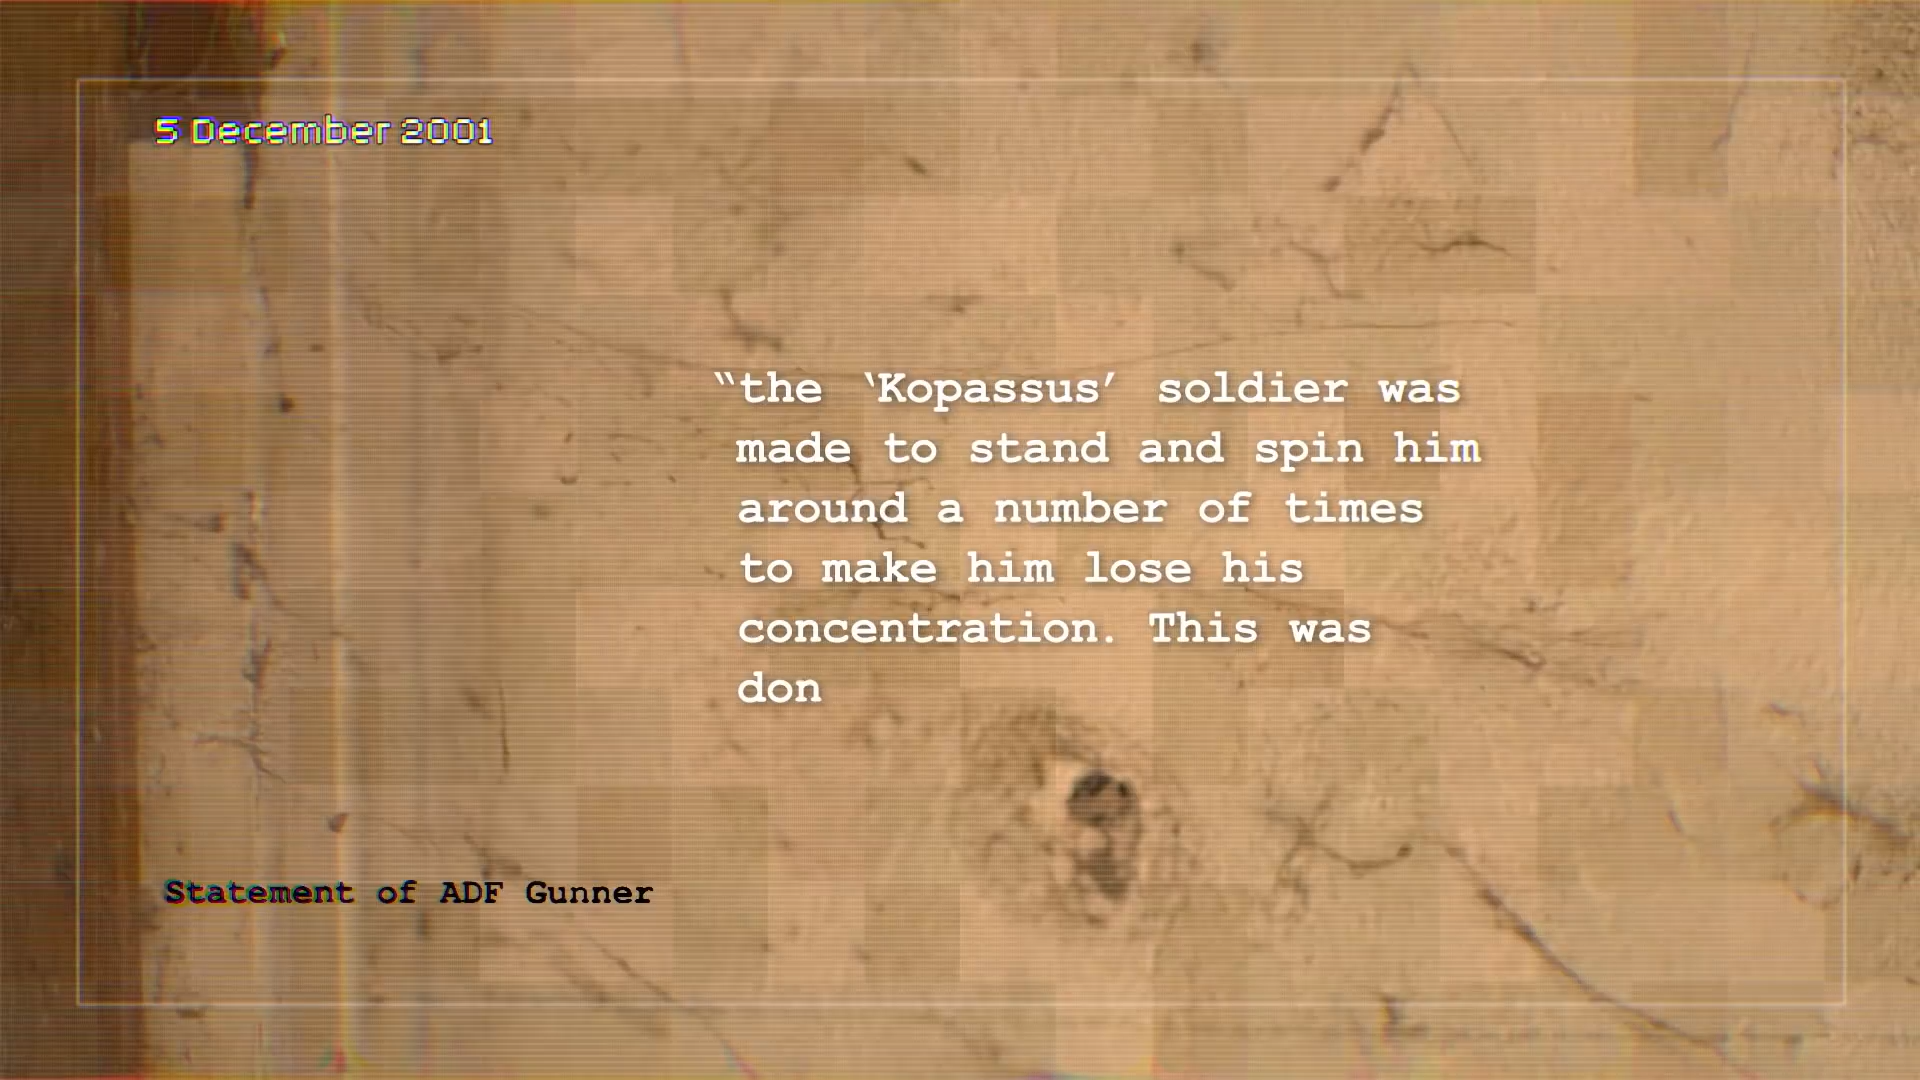 5 December 2001
“the ‘Kopassus’ soldier was
made to stand and spin him
around a number of times
to make him lose his
concentration. This was
don
Statement of ADF Gunner